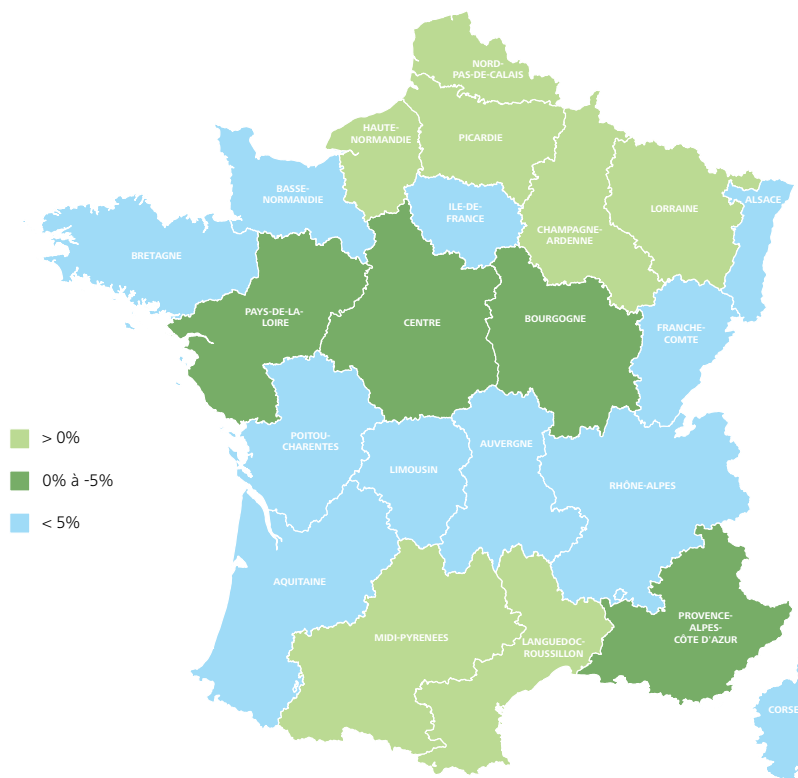 NORD-
PAS-DE-CALAIS
HAUTE-
NORMANDIE
PICARDIE
BASSE-
NORMANDIE
ILE-DE-
FRANCE
CHAMPAGNE-
ARDENNE
LORRAINE
ALSACE
BRETAGNE
PAYS-DE-LA-
LOIRE
CENTRE
BOURGOGNE
FRANCHE-
COMTE
POITOU-
CHARENTES
LIMOUSIN
AUVERGNE
RHÔNE-ALPES
AQUITAINE
MIDI-PYRENEES
LANGUEDOC-
ROUSSILLON
PROVENCE-
ALPES-
CÔTE D'AZUR
CORSE
> 0%
0% à -5%
< 5%